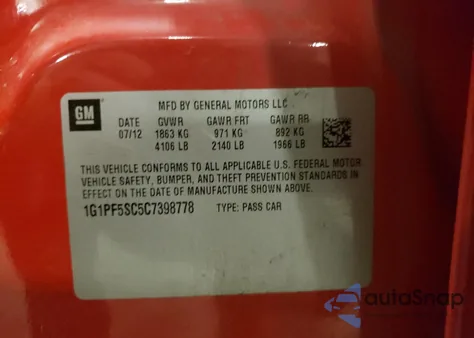 GM
MFD BY GENERAL MOTORS LLC
DATE GVWR GAWR FRT GAWR RR
07/12 1863 KG 971 KG 892 KG
4106 LB 2140 LB 1966 LB
THIS VEHICLE CONFORMS TO ALL APPLICABLE U.S. FEDERAL MOTOR
VEHICLE SAFETY, BUMPER, AND THEFT PREVENTION STANDARDS IN
EFFECT ON THE DATE OF MANUFACTURE SHOWN ABOVE.
1G1PF5SC5C7398778 TYPE: PASS CAR
autoSnap